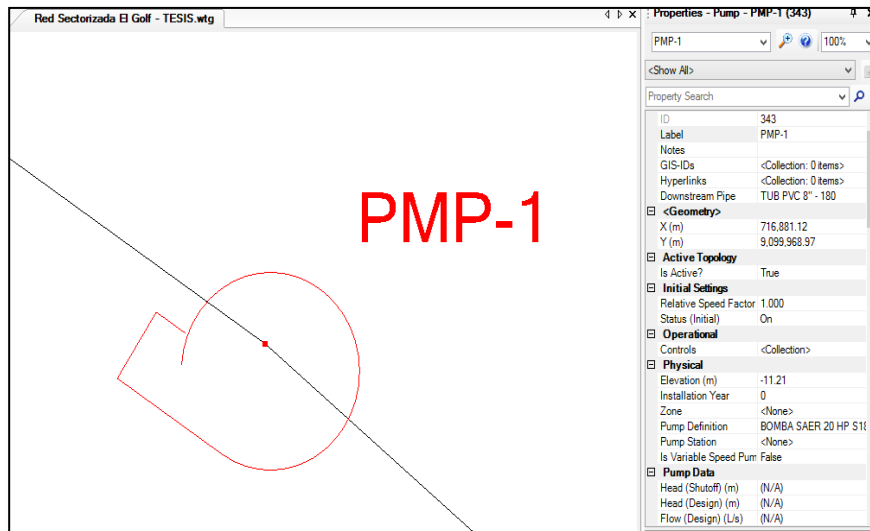 Red Sectorizada El Golf - TESIS.wtg
PMP-1
Properties - Pump - PMP-1 (343)
PMP-1 100%
<Show All>
Property Search
ID 343
Label PMP-1
Notes
GIS-IDs <Collection: 0 items>
Hyperlinks <Collection: 0 items>
Downstream Pipe TUB PVC 8" - 180
<Geometry>
X (m) 716,881.12
Y (m) 9,099,968.97
Active Topology
Is Active? True
Initial Settings
Relative Speed Factor 1.000
Status (Initial) On
Operational
Controls <Collection>
Physical
Elevation (m) -11.21
Installation Year 0
Zone <None>
Pump Definition BOMBA SAER 20 HP S18
Pump Station <None>
Is Variable Speed Pum False
Pump Data
Head (Shutoff) (m) (N/A)
Head (Design) (m) (N/A)
Flow (Design) (L/s) (N/A)